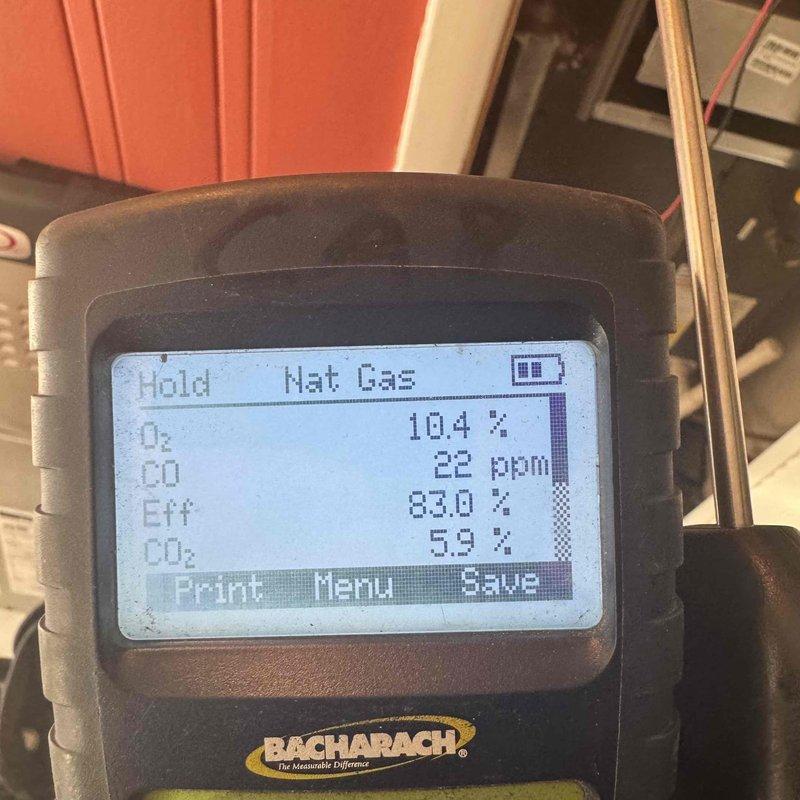 Hold Nat Gas
O₂ 10.4 %
CO 22 ppm
Eff 83.0 %
CO₂ 5.9 %
Print Menu Save
BACHARACH®
The Measurable Difference